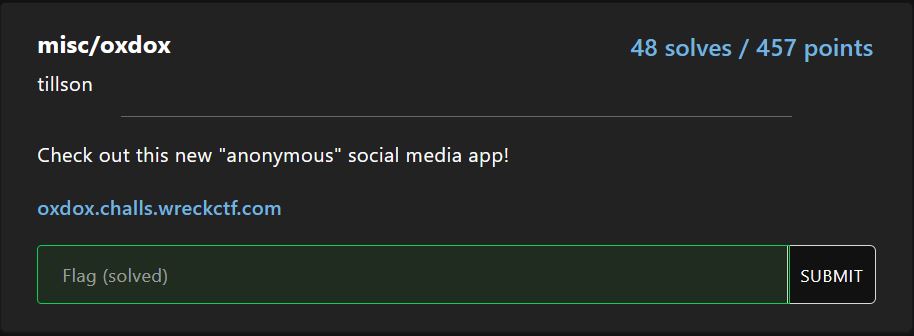 misc/oxdox
48 solves / 457 points
tillson
Check out this new "anonymous" social media app!
oxdox.challs.wreckctf.com
Flag (solved)
SUBMIT